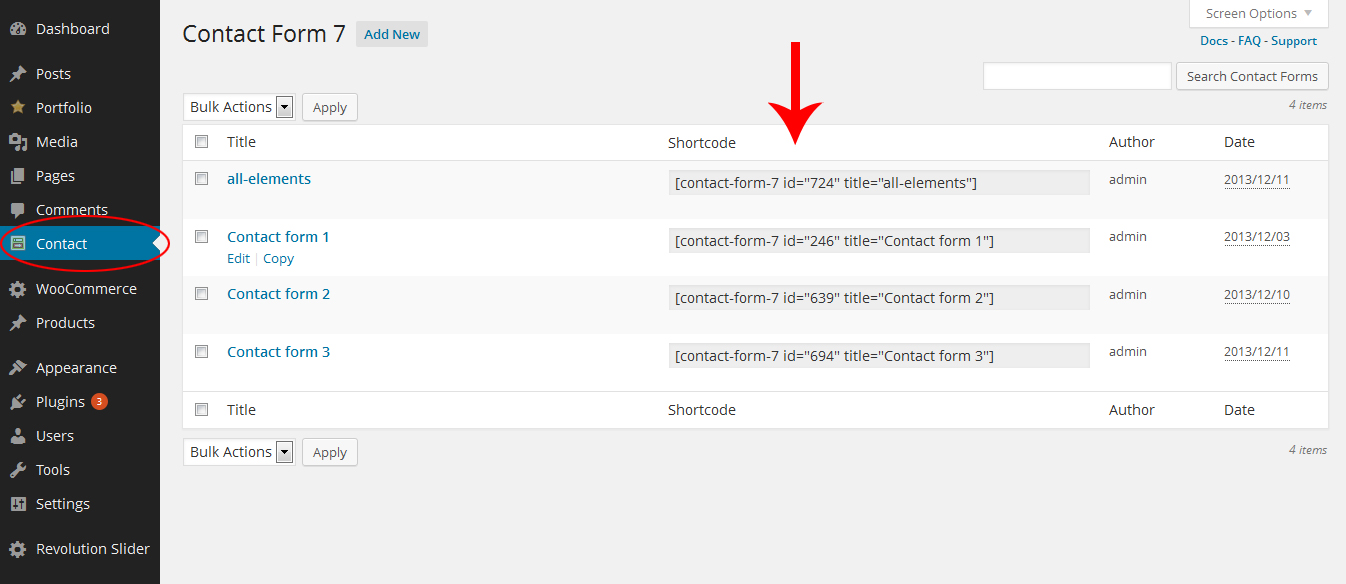 Dashboard
Posts
Portfolio
Media
Pages
Comments
Contact
WooCommerce
Products
Appearance
Plugins 3
Users
Tools
Settings
Revolution Slider
Screen Options
Contact Form 7 Add New
Docs - FAQ - Support
Search Contact Forms
Bulk Actions Apply 4 items
Title Shortcode Author Date
all-elements [contact-form-7 id="724" title="all-elements"] admin 2013/12/11
Contact form 1 [contact-form-7 id="246" title="Contact form 1"] admin 2013/12/03
Edit | Copy
Contact form 2 [contact-form-7 id="639" title="Contact form 2"] admin 2013/12/10
Contact form 3 [contact-form-7 id="694" title="Contact form 3"] admin 2013/12/11
Title Shortcode Author Date
Bulk Actions Apply 4 items